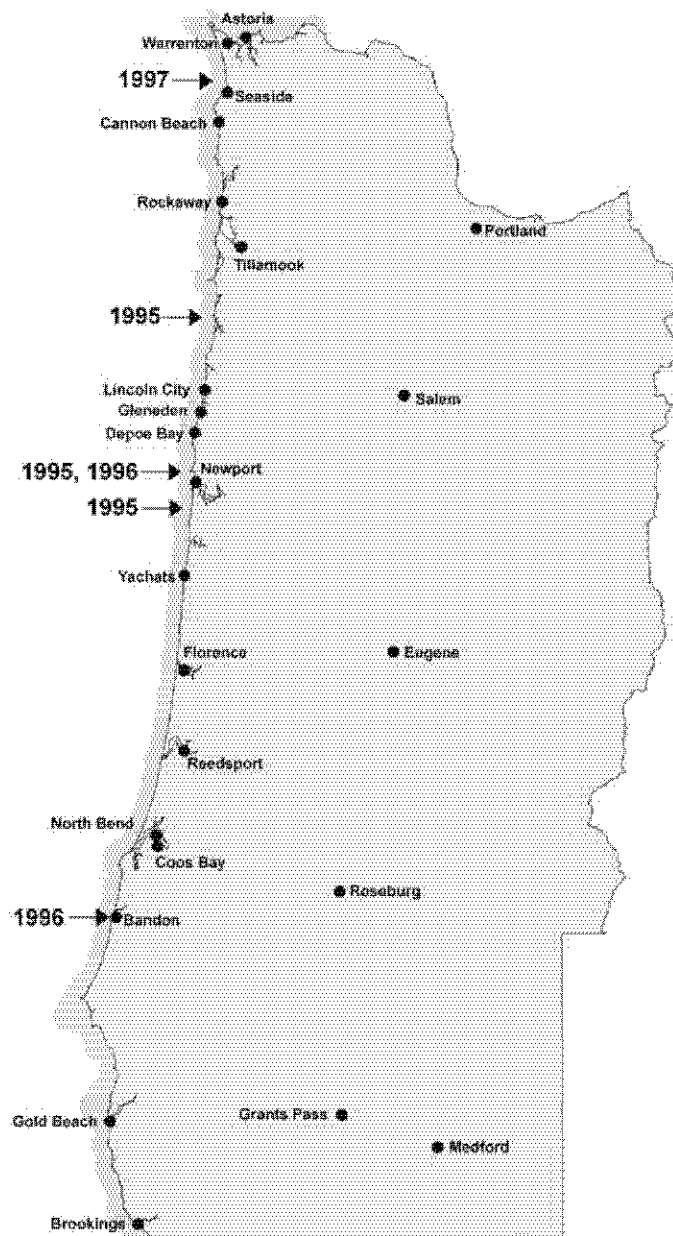 Astoria
Warrenton
1997
Seaside
Cannon Beach
Rockaway
Portland
Tillamook
1995
Lincoln City
Salem
Gleneden
Depoe Bay
1995, 1996
Newport
1995
Yachats
Florence
Eugene
Reedsport
North Bend
Coos Bay
Roseburg
1996
Bandon
Gold Beach
Grants Pass
Medford
Brookings